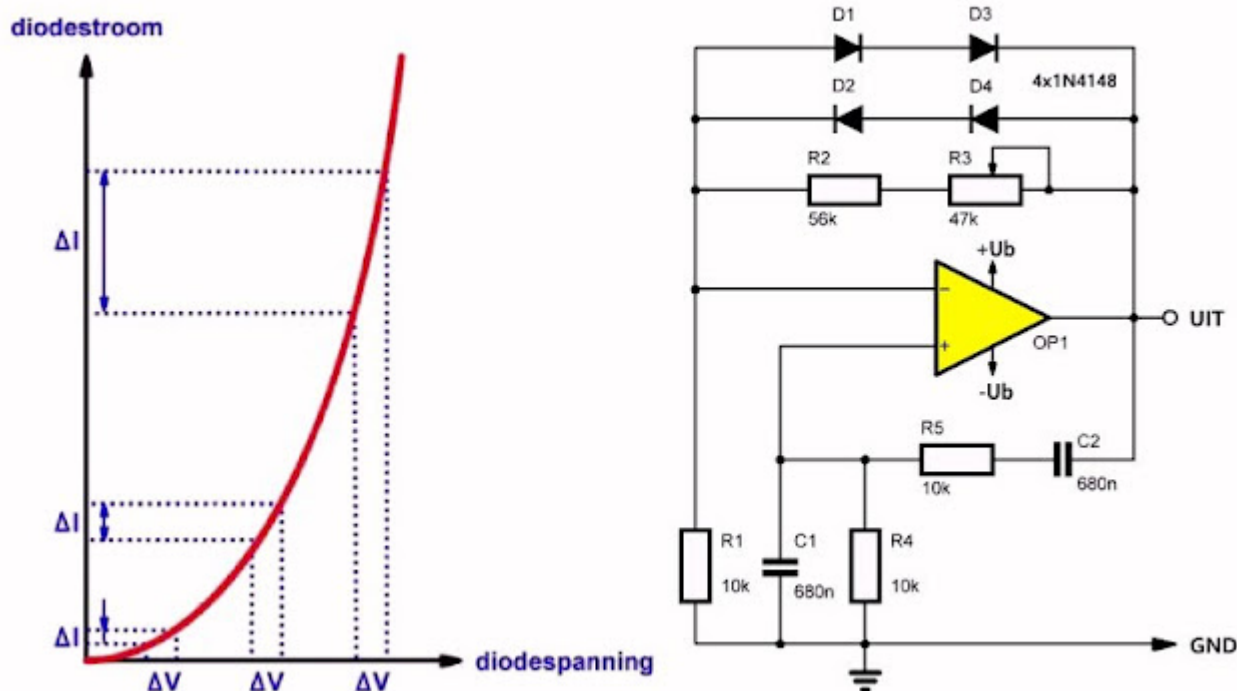 diodestroom
ΔI
ΔI
ΔI
ΔV
ΔV
ΔV
diodespanning
D1
D3
D2
D4
4x1N4148
R2
R3
56k
47k
+Ub
−
+
OP1
-Ub
UIT
R5
C2
10k
680n
R1
C1
R4
10k
680n
10k
GND